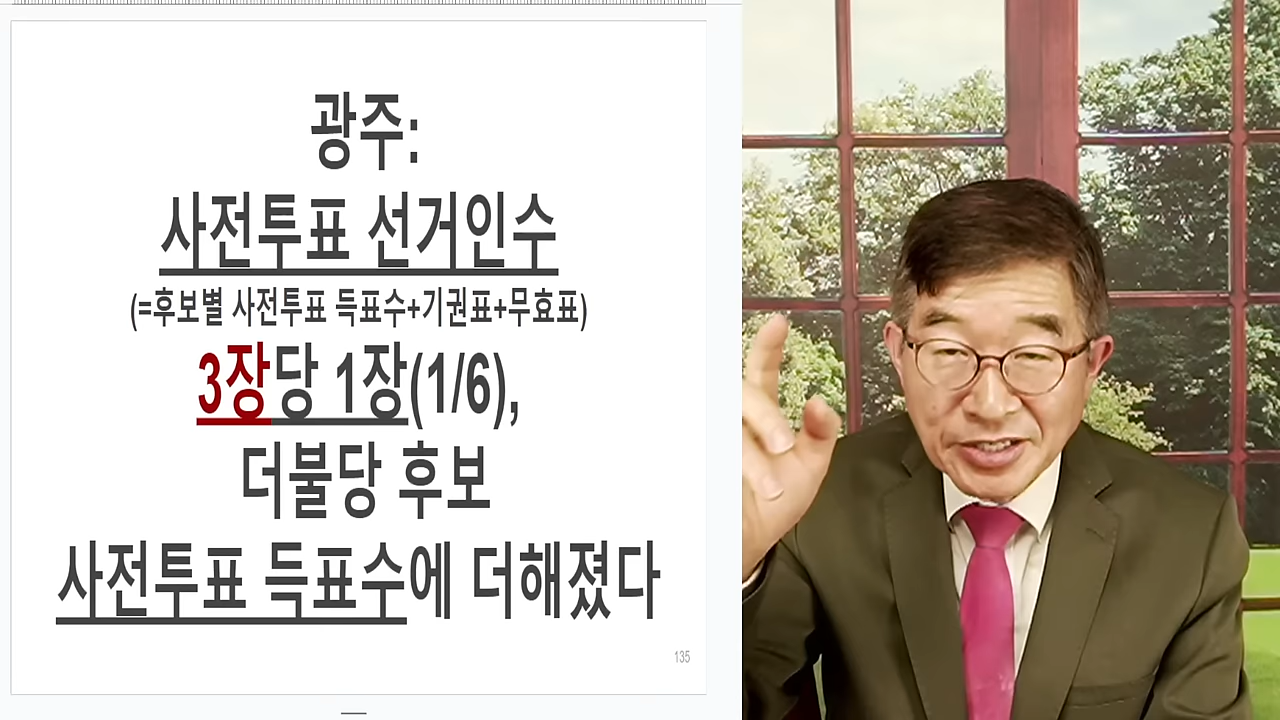 광주:
사전투표 선거인수
(=후보별 사전투표 득표수+기권표+무효표)
3장당 1장(1/6),
더불당 후보
사전투표 득표수에 더해졌다
135